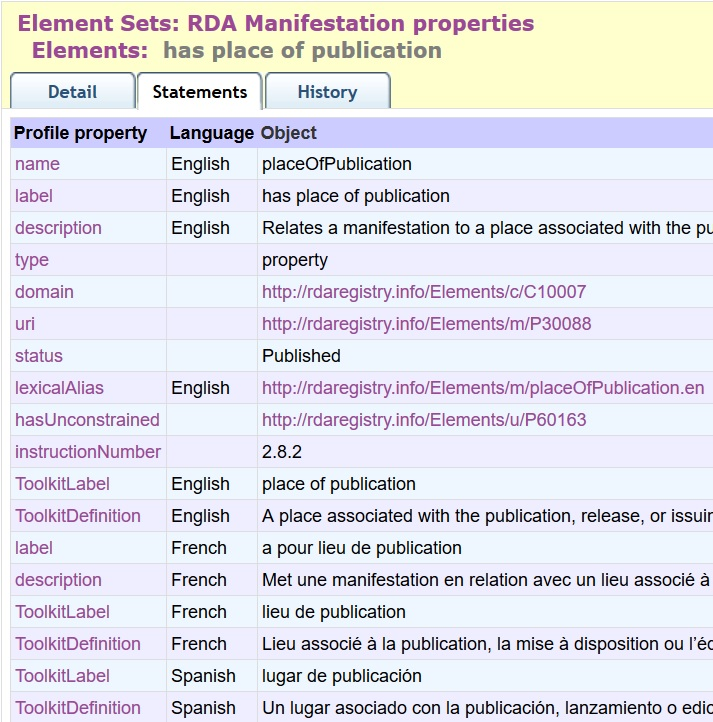 Element Sets: RDA Manifestation properties
Elements: has place of publication
Detail Statements History
Profile property Language Object
name English placeOfPublication
label English has place of publication
description English Relates a manifestation to a place associated with the pu
type property
domain http://rdaregistry.info/Elements/c/C10007
uri http://rdaregistry.info/Elements/m/P30088
status Published
lexicalAlias English http://rdaregistry.info/Elements/m/placeOfPublication.en
hasUnconstrained http://rdaregistry.info/Elements/u/P60163
instructionNumber 2.8.2
ToolkitLabel English place of publication
ToolkitDefinition English A place associated with the publication, release, or issuin
label French a pour lieu de publication
description French Met une manifestation en relation avec un lieu associé à
ToolkitLabel French lieu de publication
ToolkitDefinition French Lieu associé à la publication, la mise à disposition ou l'éc
ToolkitLabel Spanish lugar de publicación
ToolkitDefinition Spanish Un lugar asociado con la publicación, lanzamiento o edic